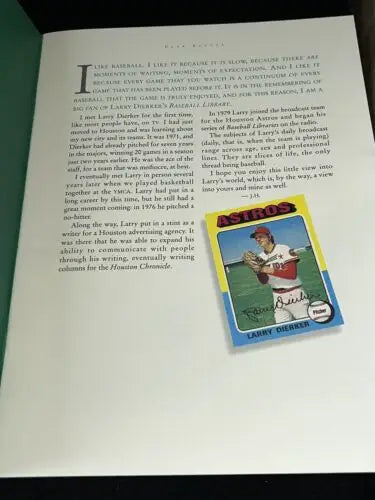 DEAR READER
I LIKE BASEBALL. I LIKE IT BECAUSE IT IS SLOW, BECAUSE THERE ARE
MOMENTS OF WAITING, MOMENTS OF EXPECTATION. AND I LIKE IT
BECAUSE EVERY GAME THAT YOU WATCH IS A CONTINUUM OF EVERY
GAME THAT HAS BEEN PLAYED BEFORE IT. IT IS IN THE REMEMBERING OF
BASEBALL THAT THE GAME IS TRULY ENJOYED, AND FOR THIS REASON, I AM A
BIG FAN OF LARRY DIERKER'S BASEBALL LIBRARY.
I met Larry Dierker for the first time,
like most people have, on TV. I had just
moved to Houston and was learning about
my new city and its teams. It was 1971, and
Dierker had already pitched for seven years
in the majors, winning 20 games in a season
just two years earlier. He was the ace of the
staff, for a team that was mediocre, at best.
I eventually met Larry in person several
years later when we played basketball
together at the YMCA. Larry had put in a
long career by this time, but he still had a
great moment coming: in 1976 he pitched a
no-hitter.
Along the way, Larry put in a stint as a
writer for a Houston advertising agency. It
was there that he was able to expand his
ability to communicate with people
through his writing, eventually writing
columns for the Houston Chronicle.
In 1979 Larry joined the broadcast team
for the Houston Astros and began his
series of Baseball Libraries on the radio.
The subjects of Larry's daily broadcast
(daily, that is, when the team is playing)
range across age, sex and professional
lines. They are slices of life, the only
thread being baseball.
I hope you enjoy this little view into
Larry's world, which is, by the way, a view
into yours and mine as well.
— J.H.
ASTROS
Larry Dierker
Pitcher
LARRY DIERKER